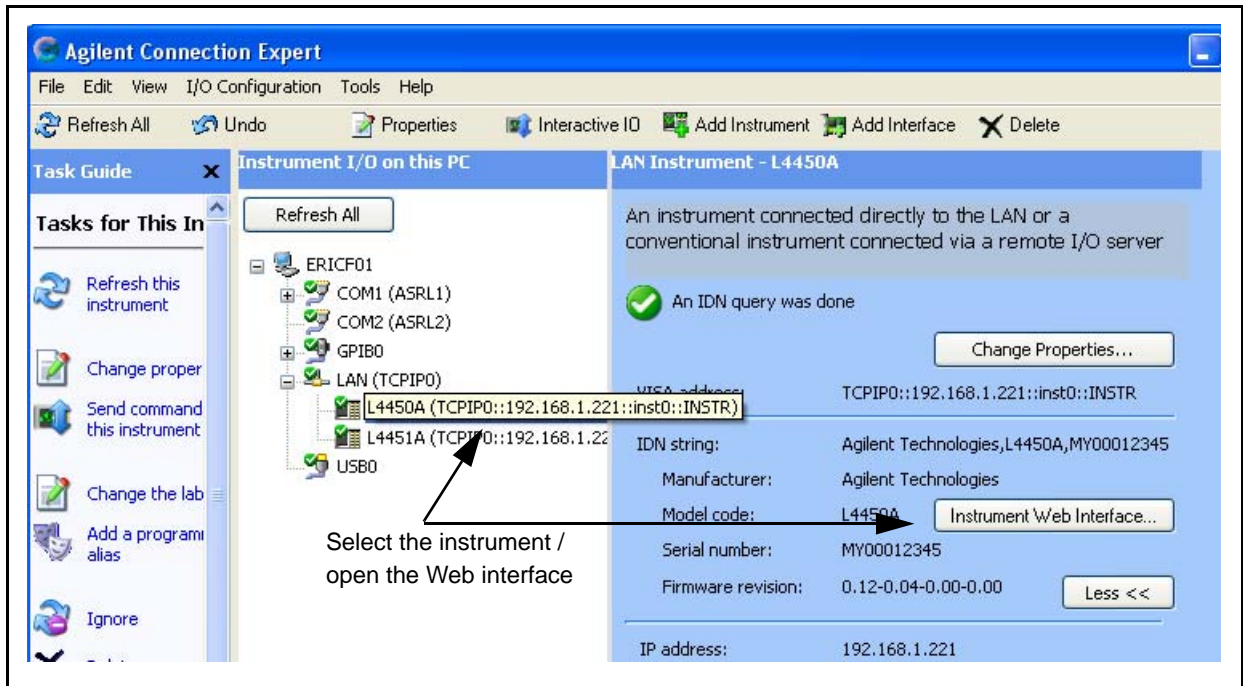 Agilent Connection Expert
File Edit View I/O Configuration Tools Help
Refresh All Undo Properties Interactive IO Add Instrument Add Interface Delete
Task Guide
Tasks for This In
Refresh this
instrument
Change proper
Send command
this instrument
Change the lab
Add a programi
alias
Ignore
Instrument I/O on this PC
Refresh All
ERICF01
COM1 (ASRL1)
COM2 (ASRL2)
GPIB0
LAN (TCPIP0)
L4450A (TCPIP0::192.168.1.221::inst0::INSTR)
L4451A (TCPIP0::192.168.1.22
USB0
Select the instrument /
open the Web interface
LAN Instrument - L4450A
An instrument connected directly to the LAN or a
conventional instrument connected via a remote I/O server
An IDN query was done
Change Properties...
VISA address: TCPIP0::192.168.1.221::inst0::INSTR
IDN string: Agilent Technologies,L4450A,MY00012345
Manufacturer: Agilent Technologies
Model code: L4450A Instrument Web Interface...
Serial number: MY00012345
Firmware revision: 0.12-0.04-0.00-0.00
Less <<
IP address: 192.168.1.221